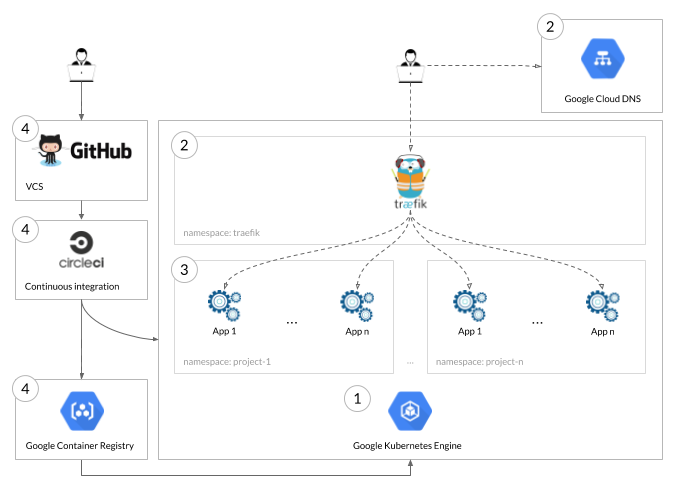 2
Google Cloud DNS
4
GitHub
VCS
2
træfik
namespace: traefik
4
circleci
Continuous integration
3
App 1
...
App n
namespace: project-1
...
App 1
...
App n
namespace: project-n
4
Google Container Registry
1
Google Kubernetes Engine